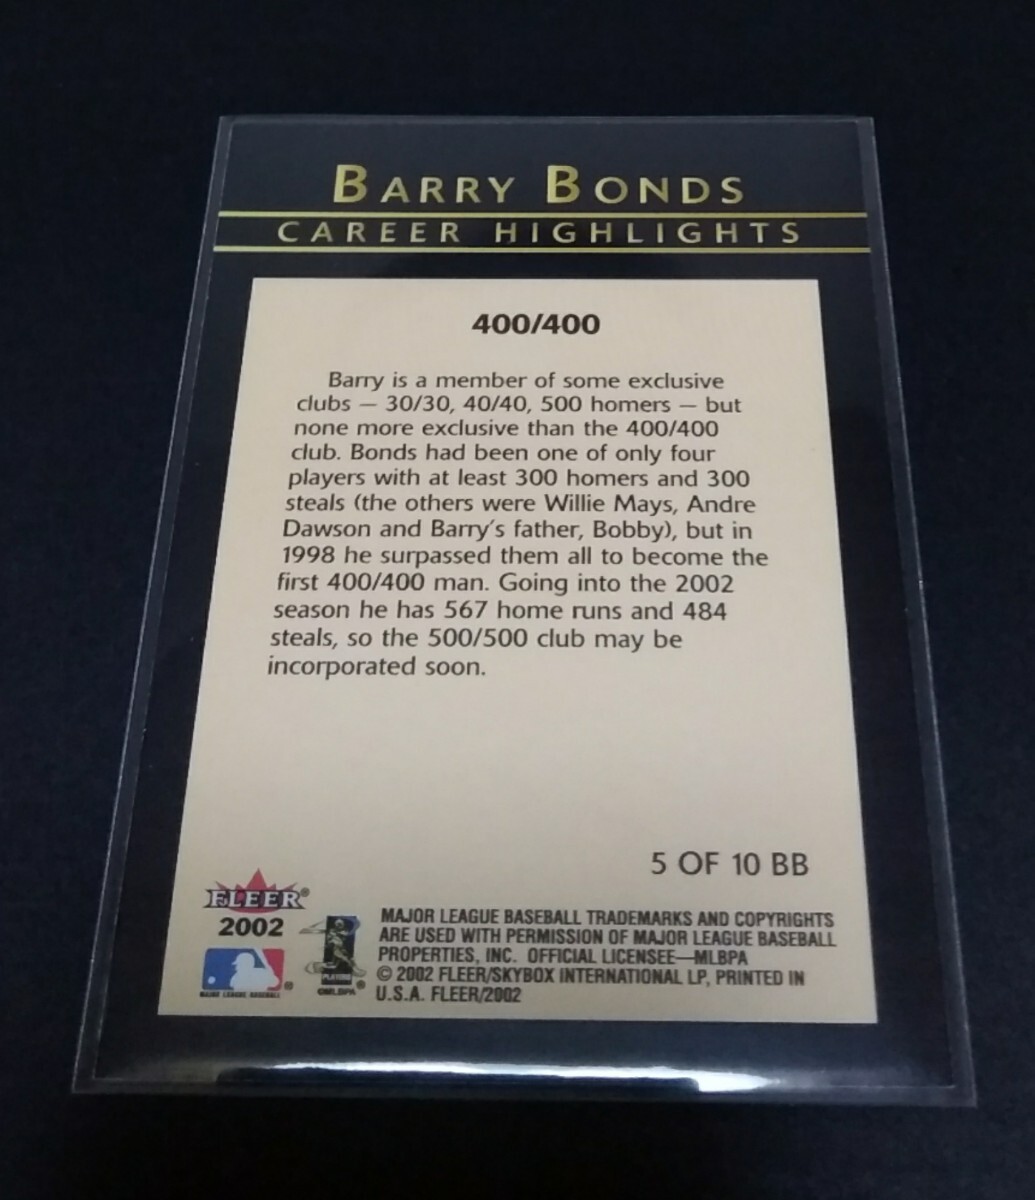 BARRY BONDS
CAREER HIGHLIGHTS
400/400
Barry is a member of some exclusive
clubs — 30/30, 40/40, 500 homers — but
none more exclusive than the 400/400
club. Bonds had been one of only four
players with at least 300 homers and 300
steals (the others were Willie Mays, Andre
Dawson and Barry's father, Bobby), but in
1998 he surpassed them all to become the
first 400/400 man. Going into the 2002
season he has 567 home runs and 484
steals, so the 500/500 club may be
incorporated soon.
5 OF 10 BB
FLEER®
2002
MAJOR LEAGUE BASEBALL®
PLAYERS
©MLBPA
MAJOR LEAGUE BASEBALL TRADEMARKS AND COPYRIGHTS
ARE USED WITH PERMISSION OF MAJOR LEAGUE BASEBALL
PROPERTIES, INC. OFFICIAL LICENSEE—MLBPA
© 2002 FLEER/SKYBOX INTERNATIONAL LP, PRINTED IN
U.S.A. FLEER/2002